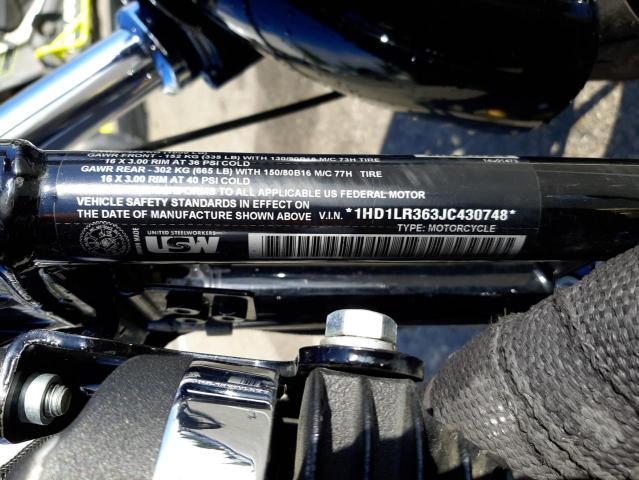 GAWR FRONT - 152 KG (335 LB) WITH 130/90B16 M/C 73H TIRE
16 X 3.00 RIM AT 36 PSI COLD
GAWR REAR - 302 KG (665 LB) WITH 150/80B16 M/C 77H TIRE
16 X 3.00 RIM AT 40 PSI COLD
TO ALL APPLICABLE US FEDERAL MOTOR
VEHICLE SAFETY STANDARDS IN EFFECT ON
THE DATE OF MANUFACTURE SHOWN ABOVE V.I.N. *1HD1LR363JC430748*
TYPE: MOTORCYCLE
UNITED STEELWORKERS
USW
UNION MADE